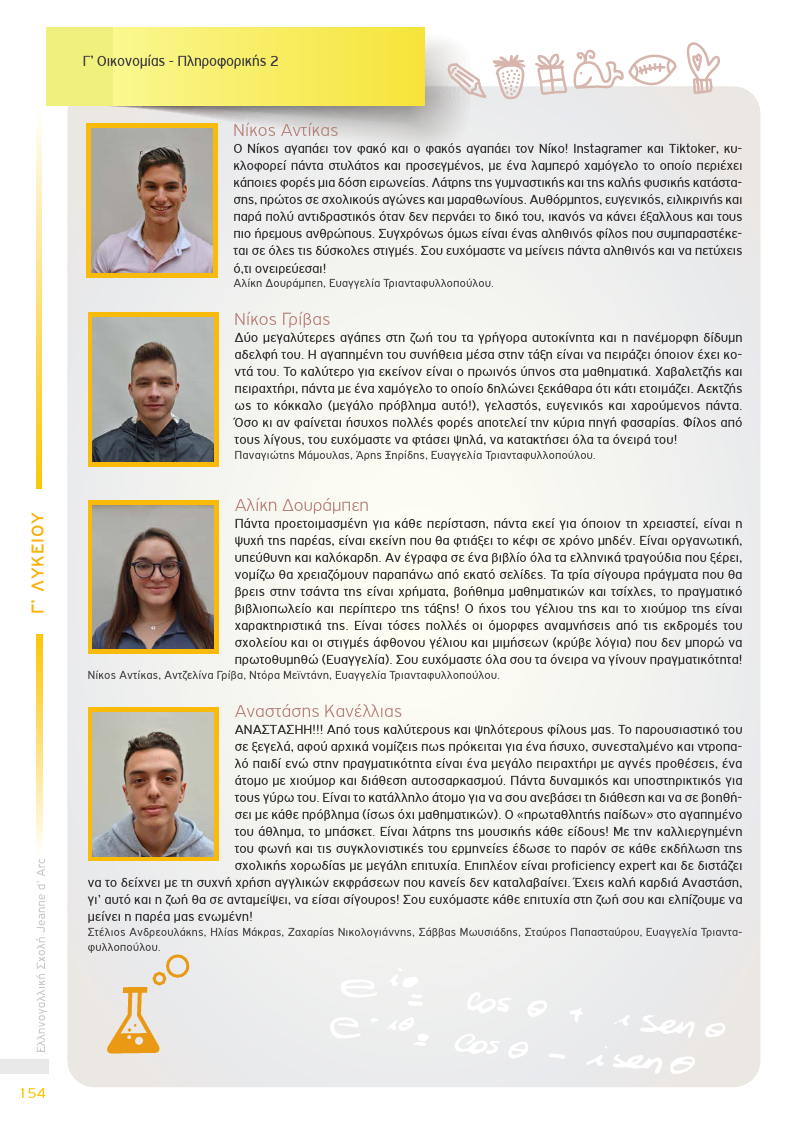 Γ’ Οικονομίας - Πληροφορικής 2
Νίκος Αντίκας
Ο Νίκος αγαπάει τον φακό και ο φακός αγαπάει τον Νίκο! Instagramer και Tiktoker, κυ-
κλοφορεί πάντα στυλάτος και προσεγμένος, με ένα λαμπερό χαμόγελο το οποίο περιέχει
κάποιες φορές μια δόση ειρωνείας. Λάτρης της γυμναστικής και της καλής φυσικής κατάστα-
σης, πρώτος σε σχολικούς αγώνες και μαραθωνίους. Αυθόρμητος, ευγενικός, ειλικρινής και
παρά πολύ αντιδραστικός όταν δεν περνάει το δικό του, ικανός να κάνει έξαλλους και τους
πιο ήρεμους ανθρώπους. Συγχρόνως όμως είναι ένας αληθινός φίλος που συμπαραστέκε-
ται σε όλες τις δύσκολες στιγμές. Σου ευχόμαστε να μείνεις πάντα αληθινός και να πετύχεις
ό,τι ονειρεύεσαι!
Αλίκη Δουράμπεη, Ευαγγελία Τριανταφυλλοπούλου.
Νίκος Γρίβας
Δύο μεγαλύτερες αγάπες στη ζωή του τα γρήγορα αυτοκίνητα και η πανέμορφη δίδυμη
αδελφή του. Η αγαπημένη του συνήθεια μέσα στην τάξη είναι να πειράζει όποιον έχει κο-
ντά του. Το καλύτερο για εκείνον είναι ο πρωινός ύπνος στα μαθηματικά. Χαβαλετζής και
πειραχτήρι, πάντα με ένα χαμόγελο το οποίο δηλώνει ξεκάθαρα ότι κάτι ετοιμάζει. Αεκτζής
ως το κόκκαλο (μεγάλο πρόβλημα αυτό!), γελαστός, ευγενικός και χαρούμενος πάντα.
Όσο κι αν φαίνεται ήσυχος πολλές φορές αποτελεί την κύρια πηγή φασαρίας. Φίλος από
τους λίγους, του ευχόμαστε να φτάσει ψηλά, να κατακτήσει όλα τα όνειρά του!
Παναγιώτης Μάμουλας, Άρης Ξηρίδης, Ευαγγελία Τριανταφυλλοπούλου.
Αλίκη Δουράμπεη
Πάντα προετοιμασμένη για κάθε περίσταση, πάντα εκεί για όποιον τη χρειαστεί, είναι η
ψυχή της παρέας, είναι εκείνη που θα φτιάξει το κέφι σε χρόνο μηδέν. Είναι οργανωτική,
υπεύθυνη και καλόκαρδη. Αν έγραφα σε ένα βιβλίο όλα τα ελληνικά τραγούδια που ξέρει,
νομίζω θα χρειαζόμουν παραπάνω από εκατό σελίδες. Τα τρία σίγουρα πράγματα που θα
βρεις στην τσάντα της είναι χρήματα, βοήθημα μαθηματικών και τσίχλες, το πραγματικό
βιβλιοπωλείο και περίπτερο της τάξης! Ο ήχος του γέλιου της και το χιούμορ της είναι
χαρακτηριστικά της. Είναι τόσες πολλές οι όμορφες αναμνήσεις από τις εκδρομές του
σχολείου και οι στιγμές άφθονου γέλιου και μιμήσεων (κρύβε λόγια) που δεν μπορώ να
πρωτοθυμηθώ (Ευαγγελία). Σου ευχόμαστε όλα σου τα όνειρα να γίνουν πραγματικότητα!
Νίκος Αντίκας, Αντζελίνα Γρίβα, Ντόρα Μεϊντάνη, Ευαγγελία Τριανταφυλλοπούλου.
Αναστάσης Κανέλλιας
ΑΝΑΣΤΑΣΗΗ!!! Από τους καλύτερους και ψηλότερους φίλους μας. Το παρουσιαστικό του
σε ξεγελά, αφού αρχικά νομίζεις πως πρόκειται για ένα ήσυχο, συνεσταλμένο και ντροπα-
λό παιδί ενώ στην πραγματικότητα είναι ένα μεγάλο πειραχτήρι με αγνές προθέσεις, ένα
άτομο με χιούμορ και διάθεση αυτοσαρκασμού. Πάντα δυναμικός και υποστηρικτικός για
τους γύρω του. Είναι το κατάλληλο άτομο για να σου ανεβάσει τη διάθεση και να σε βοηθή-
σει με κάθε πρόβλημα (ίσως όχι μαθηματικών). Ο «πρωταθλητής παίδων» στο αγαπημένο
του άθλημα, το μπάσκετ. Είναι λάτρης της μουσικής κάθε είδους! Με την καλλιεργημένη
του φωνή και τις συγκλονιστικές του ερμηνείες έδωσε το παρόν σε κάθε εκδήλωση της
σχολικής χορωδίας με μεγάλη επιτυχία. Επιπλέον είναι proficiency expert και δε διστάζει
να το δείχνει με τη συχνή χρήση αγγλικών εκφράσεων που κανείς δεν καταλαβαίνει. Έχεις καλή καρδιά Αναστάση,
γι’ αυτό και η ζωή θα σε ανταμείψει, να είσαι σίγουρος! Σου ευχόμαστε κάθε επιτυχία στη ζωή σου και ελπίζουμε να
μείνει η παρέα μας ενωμένη!
Στέλιος Ανδρεουλάκης, Ηλίας Μάκρας, Ζαχαρίας Νικολογιάννης, Σάββας Μωυσιάδης, Σταύρος Παπασταύρου, Ευαγγελία Τριαντα-
φυλλοπούλου.
e^iθ = cos θ + i sen θ
e^-iθ = cos θ - i sen θ
Γ’ ΛΥΚΕΙΟΥ
Ελληνογαλλική Σχολή Jeanne d’ Arc
154